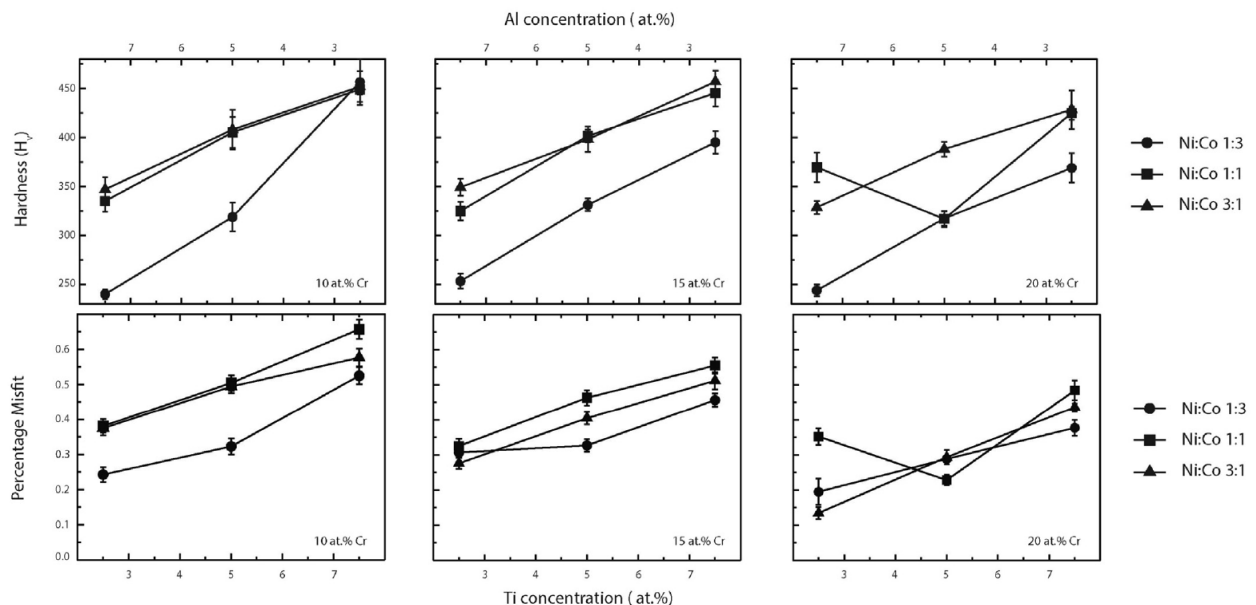 Al concentration ( at.%)
7 6 5 4 3 7 6 5 4 3 7 6 5 4 3
Hardness (Hv)
450
400
350
300
250
10 at.% Cr
15 at.% Cr
20 at.% Cr
Ni:Co 1:3
Ni:Co 1:1
Ni:Co 3:1
Percentage Misfit
0.6
0.5
0.4
0.3
0.2
0.1
0.0
10 at.% Cr
15 at.% Cr
20 at.% Cr
Ni:Co 1:3
Ni:Co 1:1
Ni:Co 3:1
3 4 5 6 7 3 4 5 6 7 3 4 5 6 7
Ti concentration ( at.%)